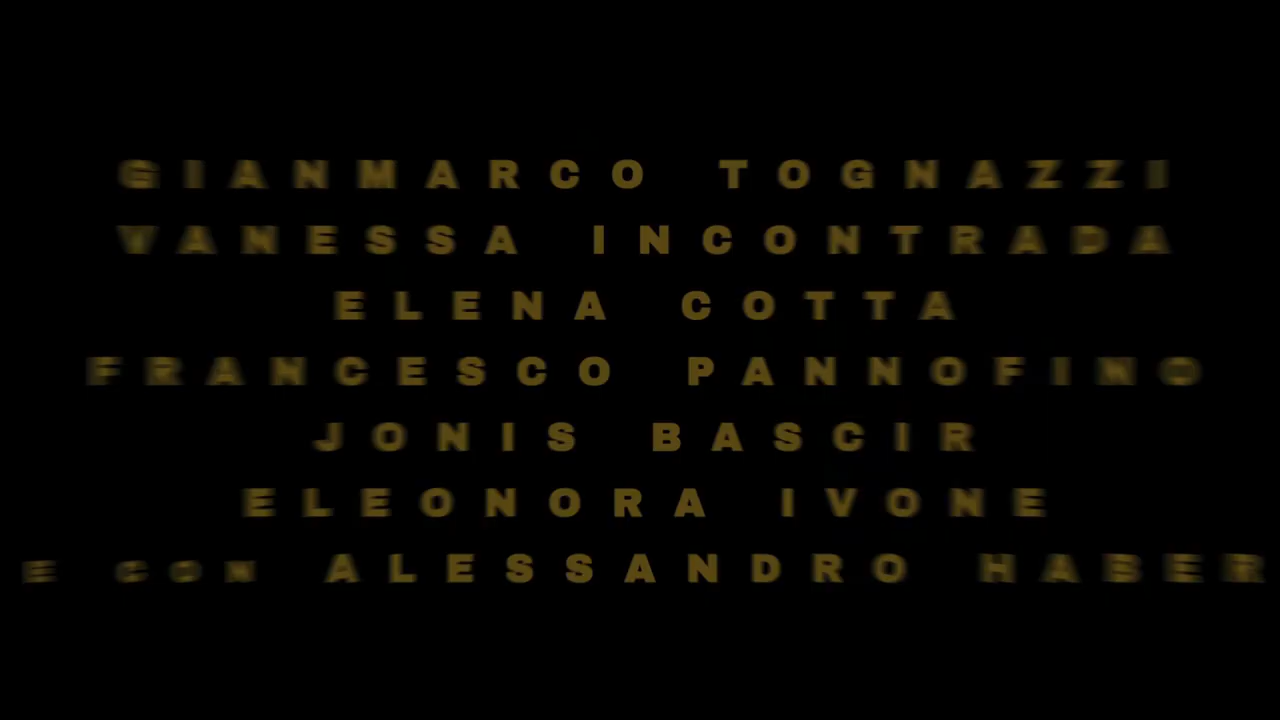 GIANMARCO TOGNAZZI
VANESSA INCONTRADA
ELENA COTTA
FRANCESCO PANNOFINO
JONIS BASCIR
ELEONORA IVONE
E CON ALESSANDRO HABER